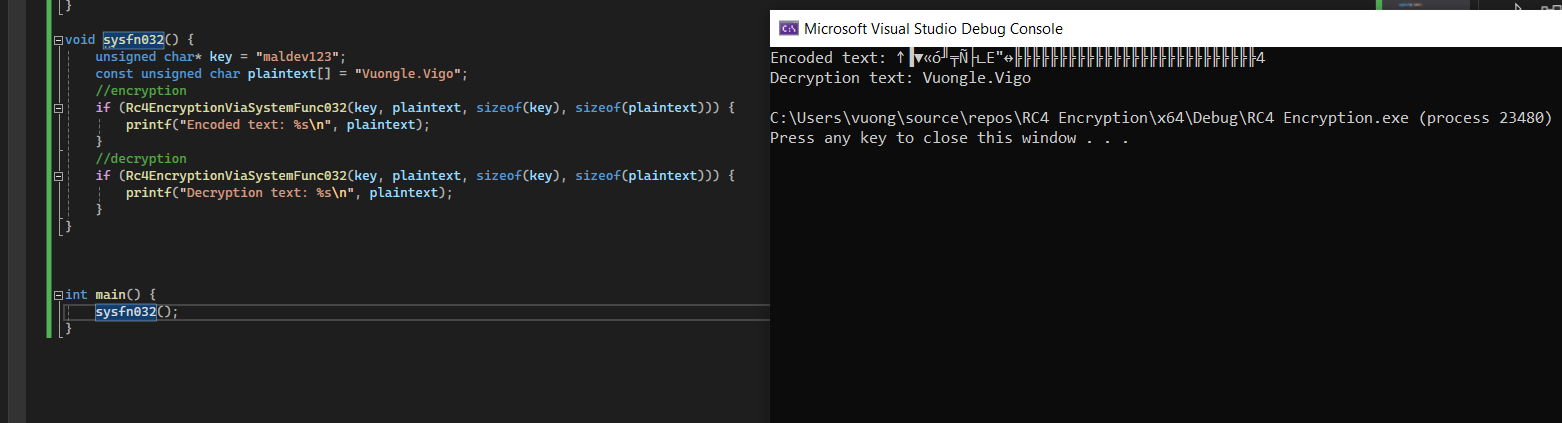 }
void sysfn032() {
unsigned char* key = "maldev123";
const unsigned char plaintext[] = "Vuongle.Vigo";
//encryption
if (Rc4EncryptionViaSystemFunc032(key, plaintext, sizeof(key), sizeof(plaintext))) {
printf("Encoded text: %s\n", plaintext);
}
//decryption
if (Rc4EncryptionViaSystemFunc032(key, plaintext, sizeof(key), sizeof(plaintext))) {
printf("Decryption text: %s\n", plaintext);
}
}
int main() {
sysfn032();
}
Microsoft Visual Studio Debug Console
Encoded text:
Decryption text: Vuongle.Vigo
C:\Users\vuong\source\repos\RC4 Encryption\x64\Debug\RC4 Encryption.exe (process 23480)
Press any key to close this window . . .